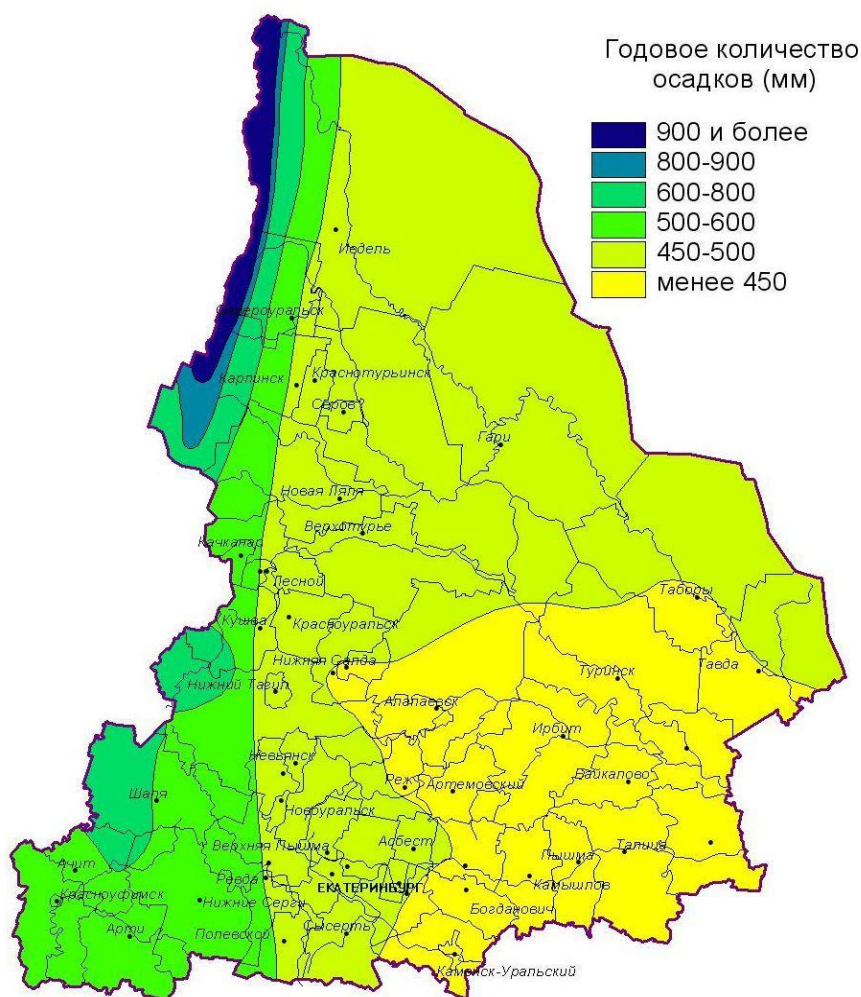 Годовое количество
осадков (мм)
900 и более
800-900
600-800
500-600
450-500
менее 450
Ивдель
Североуральск
Карпинск
Краснотурьинск
Серов
Гари
Новая Ляля
Верхотурье
Качканар
Лесной
Таборы
Кушва
Красноуральск
Нижняя Салда
Нижний Тагил
Туринск
Тавда
Алапаевск
Ирбит
Невьянск
Байкалово
Реж
Артемовский
Шаля
Новоуральск
Верхняя Пышма
Асбест
Пышма
Талица
Ачит
Ревда
ЕКАТЕРИНБУРГ
Камышлов
Красноуфимск
Нижние Серги
Богданович
Арти
Полевской
Сысерть
Каменск-Уральский